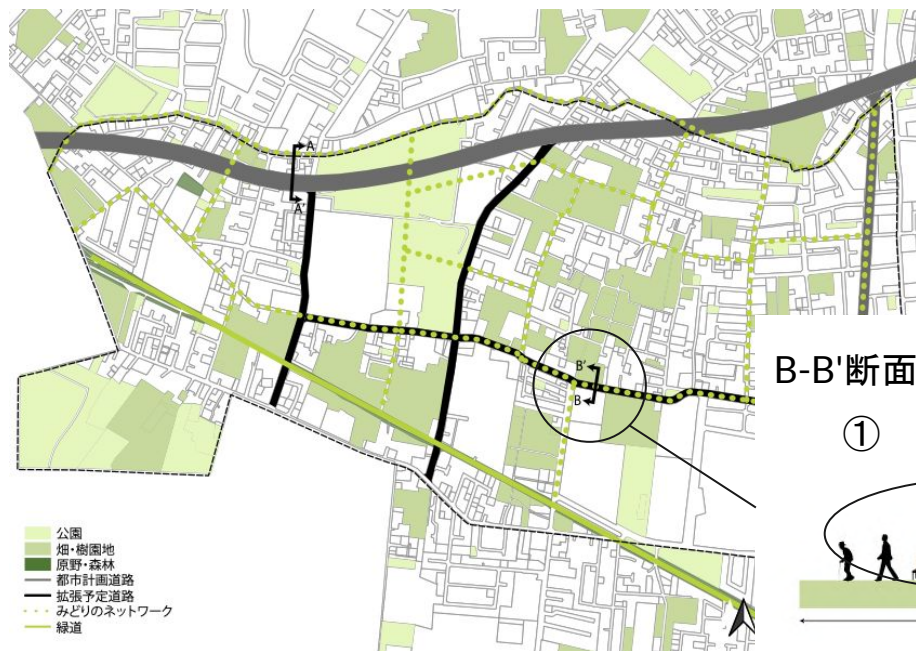 A
A'
B'
B
B-B'断面
①
公園
畑・樹園地
原野・森林
都市計画道路
拡張予定道路
みどりのネットワーク
緑道